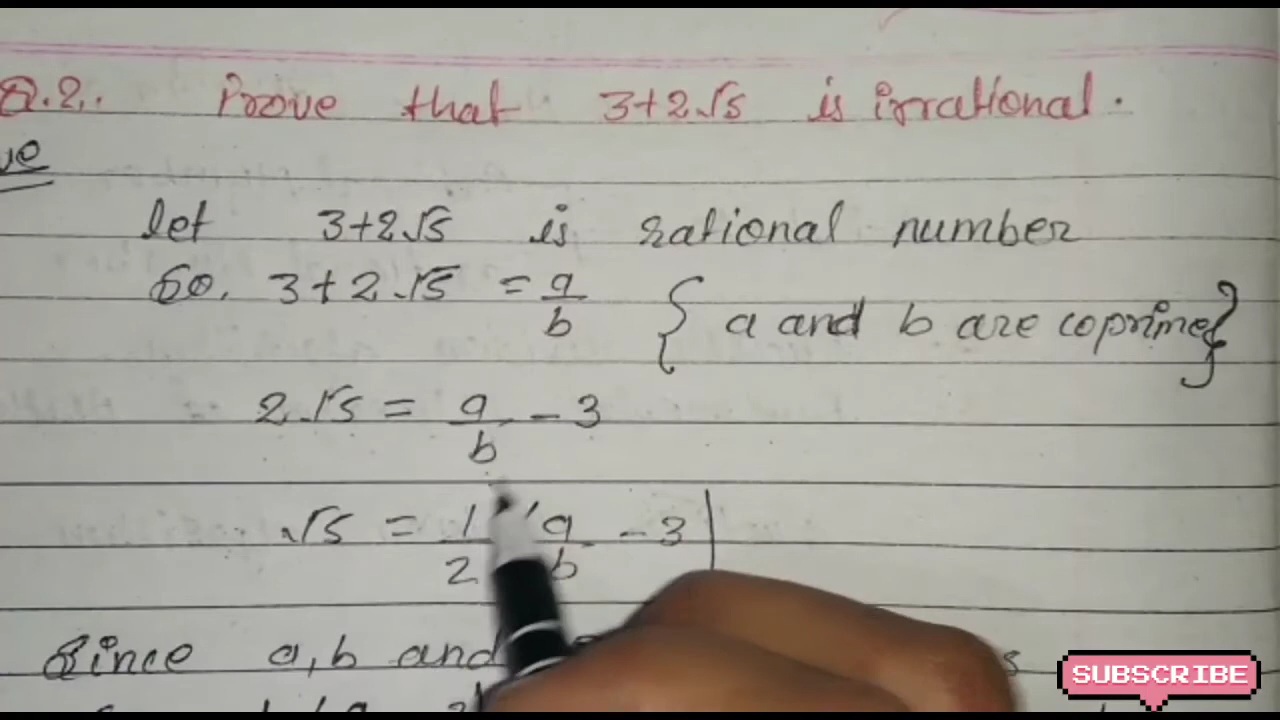 Q.2. Prove that 3+2√5 is irrational.
let 3+2√5 is rational number
So. 3+2√5 = a/b { a and b are coprime }
2√5 = a/b - 3
√5 = 1/2 ( a/b - 3 )
Since a, b and
SUBSCRIBE